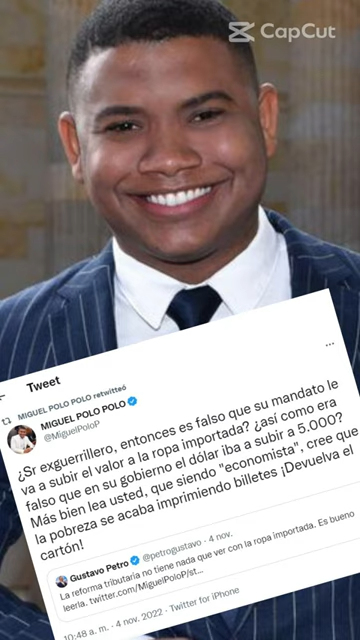 CapCut
Tweet
MIGUEL POLO POLO retwitteó
MIGUEL POLO POLO
@MiguelPoloP
¿Sr exguerrillero, entonces es falso que su mandato le
va a subir el valor a la ropa importada? ¿así como era
falso que en su gobierno el dólar iba a subir a 5.000?
Más bien lea usted, que siendo "economista", cree que
la pobreza se acaba imprimiendo billetes ¡Devuelva el
cartón!
Gustavo Petro @petrogustavo · 4 nov.
La reforma tributaria no tiene nada que ver con la ropa importada. Es bueno
leerla. twitter.com/MiguelPoloP/st...
10:48 a. m. · 4 nov. 2022 · Twitter for iPhone